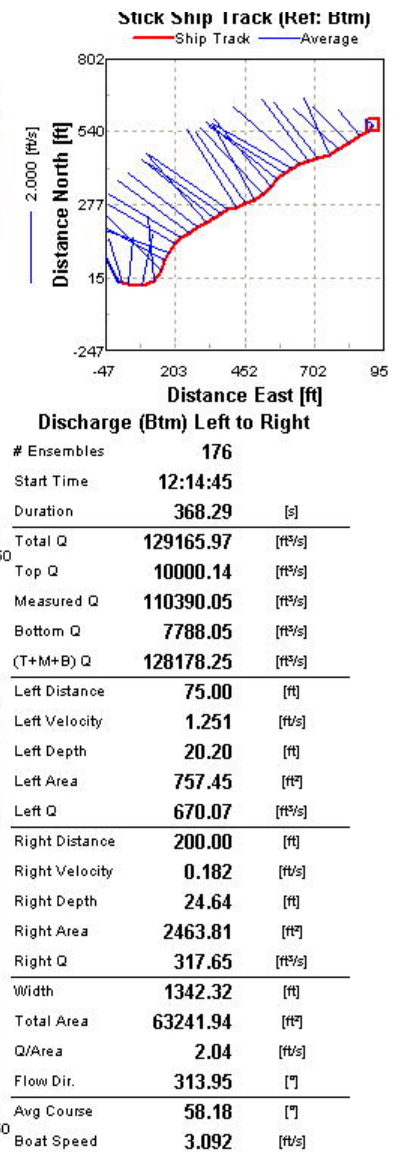 Stick Ship Track (Ref: Btm)
Ship Track Average
2.000 [ft/s]
Distance North [ft]
802
540
277
15
-247
-47 203 452 702 95
Distance East [ft]
Discharge (Btm) Left to Right
# Ensembles 176
Start Time 12:14:45
Duration 368.29 [s]
Total Q 129165.97 [ft³/s]
Top Q 10000.14 [ft³/s]
Measured Q 110390.05 [ft³/s]
Bottom Q 7788.05 [ft³/s]
(T+M+B) Q 128178.25 [ft³/s]
Left Distance 75.00 [ft]
Left Velocity 1.251 [ft/s]
Left Depth 20.20 [ft]
Left Area 757.45 [ft²]
Left Q 670.07 [ft³/s]
Right Distance 200.00 [ft]
Right Velocity 0.182 [ft/s]
Right Depth 24.64 [ft]
Right Area 2463.81 [ft²]
Right Q 317.65 [ft³/s]
Width 1342.32 [ft]
Total Area 63241.94 [ft²]
Q/Area 2.04 [ft/s]
Flow Dir. 313.95 [°]
Avg Course 58.18 [°]
Boat Speed 3.092 [ft/s]